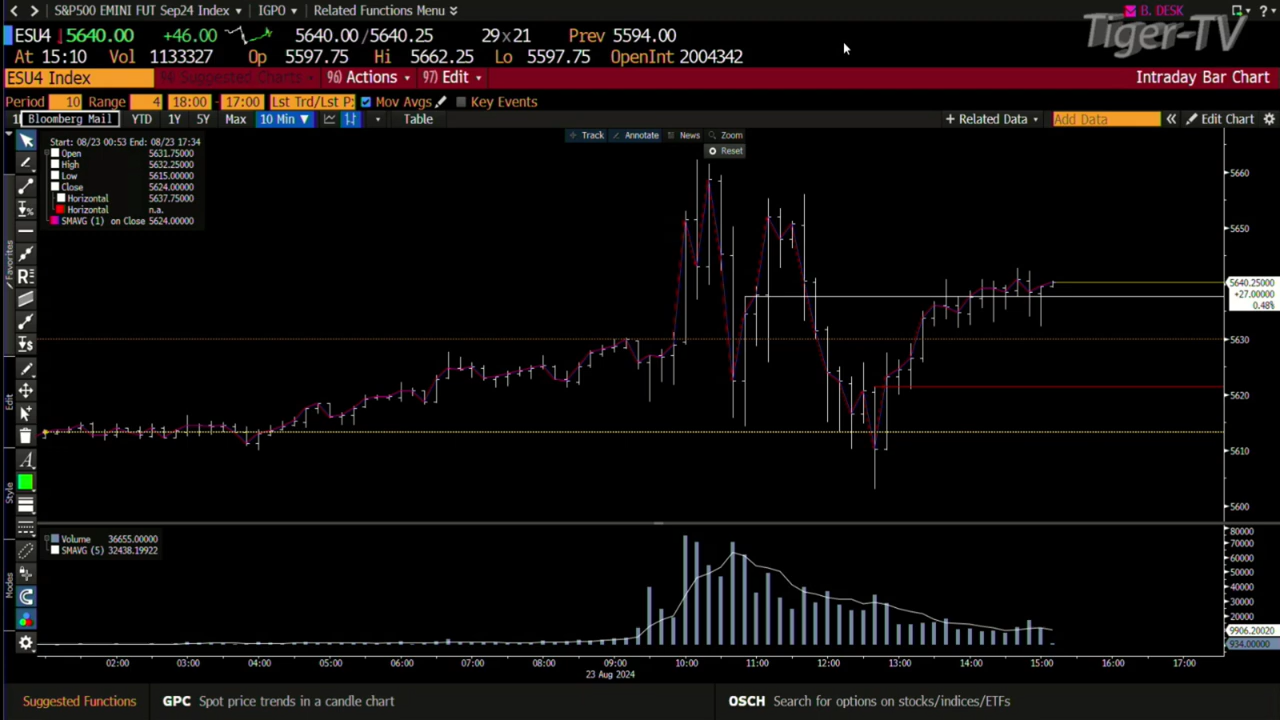 S&P500 EMINI FUT Sep24 Index IGPO Related Functions Menu B. DESK ?
Tiger-TV
ESU4 5640.00 +46.00 5640.00/5640.25 29×21 Prev 5594.00
At 15:10 Vol 1133327 Op 5597.75 Hi 5662.25 Lo 5597.75 OpenInt 2004342
ESU4 Index 94) Suggested Charts 96) Actions 97) Edit Intraday Bar Chart
Period 10 Range 4 18:00 - 17:00 Lst Trd/Lst P: Mov Avgs Key Events
Bloomberg Mail YTD 1Y 5Y Max 10 Min ▼ Table + Related Data Add Data « Edit Chart
Track Annotate News Zoom
Reset
Start: 08/23 00:53 End: 08/23 17:34
Open 5631.75000
High 5632.25000
Low 5615.00000
Close 5624.00000
Horizontal 5637.75000
Horizontal n.a.
SMAVG (1) on Close 5624.00000
Favorites
Edit
Style
Modes
5660
5650
5640.25000
+27.00000
0.48%
5630
5620
5610
5600
Volume 36655.00000
SMAVG (5) 32438.19922
80000
70000
60000
50000
40000
30000
20000
9906.20020
934.00000
02:00 03:00 04:00 05:00 06:00 07:00 08:00 09:00 10:00 11:00 12:00 13:00 14:00 15:00 16:00 17:00
23 Aug 2024
Suggested Functions GPC Spot price trends in a candle chart OSCH Search for options on stocks/indices/ETFs